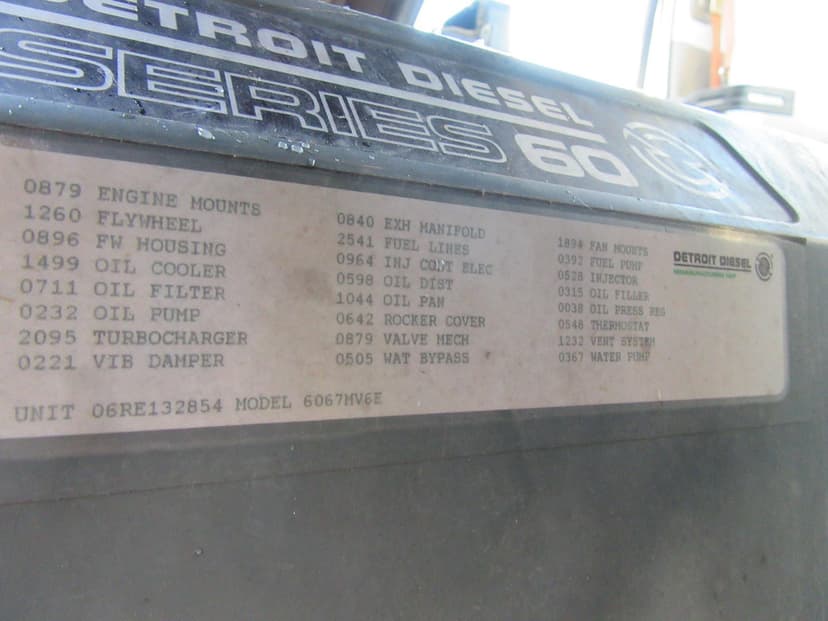 DETROIT DIESEL
SERIES 60
0879 ENGINE MOUNTS
1260 FLYWHEEL
0896 FW HOUSING
1499 OIL COOLER
0711 OIL FILTER
0232 OIL PUMP
2095 TURBOCHARGER
0221 VIB DAMPER
0840 EXH MANIFOLD
2541 FUEL LINES
0964 INJ CONT ELEC
0598 OIL DIST
1044 OIL PAN
0642 ROCKER COVER
0879 VALVE MECH
0505 WAT BYPASS
1894 FAN MOUNTS
0392 FUEL PUMP
0528 INJECTOR
0315 OIL FILLER
0038 OIL PRESS REG
0548 THERMOSTAT
1232 VENT SYSTEM
0367 WATER PUMP
DETROIT DIESEL
UNIT 06RE132854 MODEL 6067MV6E